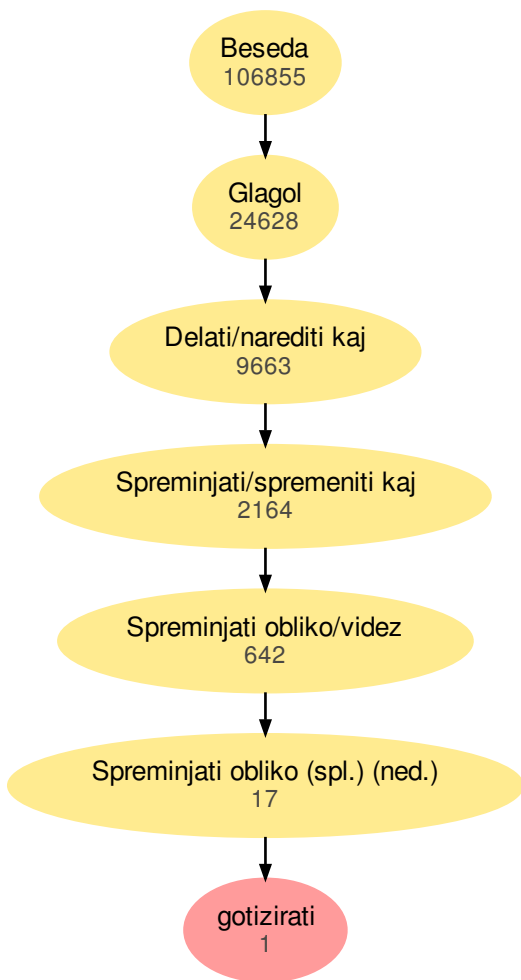 Beseda
106855
Glagol
24628
Delati/narediti kaj
9663
Spreminjati/spremeniti kaj
2164
Spreminjati obliko/videz
642
Spreminjati obliko (spl.) (ned.)
17
gotizirati
1